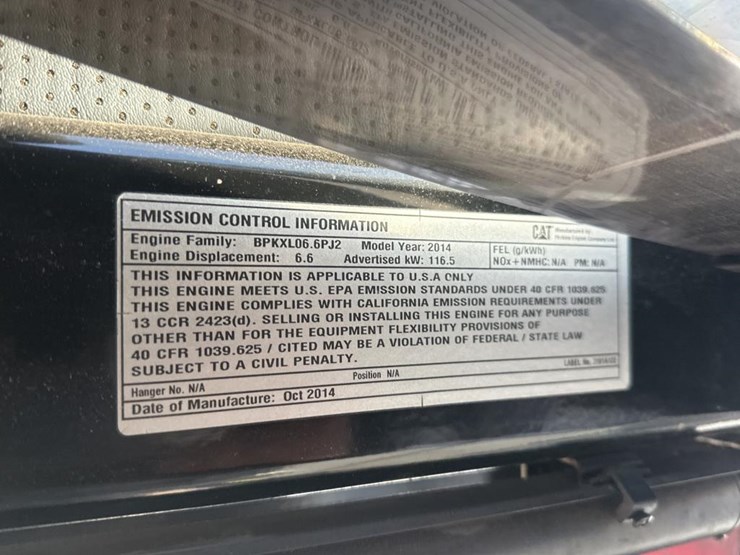 EMISSION CONTROL INFORMATION
CAT Manufactured by
Engine Family: BPKXL06.6PJ2 Model Year: 2014
Engine Displacement: 6.6 Advertised kW: 116.5
FEL (g/kWh)
NOx+NMHC: N/A PM: N/A
THIS INFORMATION IS APPLICABLE TO U.S.A ONLY
THIS ENGINE MEETS U.S. EPA EMISSION STANDARDS UNDER 40 CFR 1039.625
THIS ENGINE COMPLIES WITH CALIFORNIA EMISSION REQUIREMENTS UNDER
13 CCR 2423(d). SELLING OR INSTALLING THIS ENGINE FOR ANY PURPOSE
OTHER THAN FOR THE EQUIPMENT FLEXIBILITY PROVISIONS OF
40 CFR 1039.625 / CITED MAY BE A VIOLATION OF FEDERAL / STATE LAW
SUBJECT TO A CIVIL PENALTY.
LABEL No.
Hanger No. N/A Position N/A
Date of Manufacture: Oct 2014